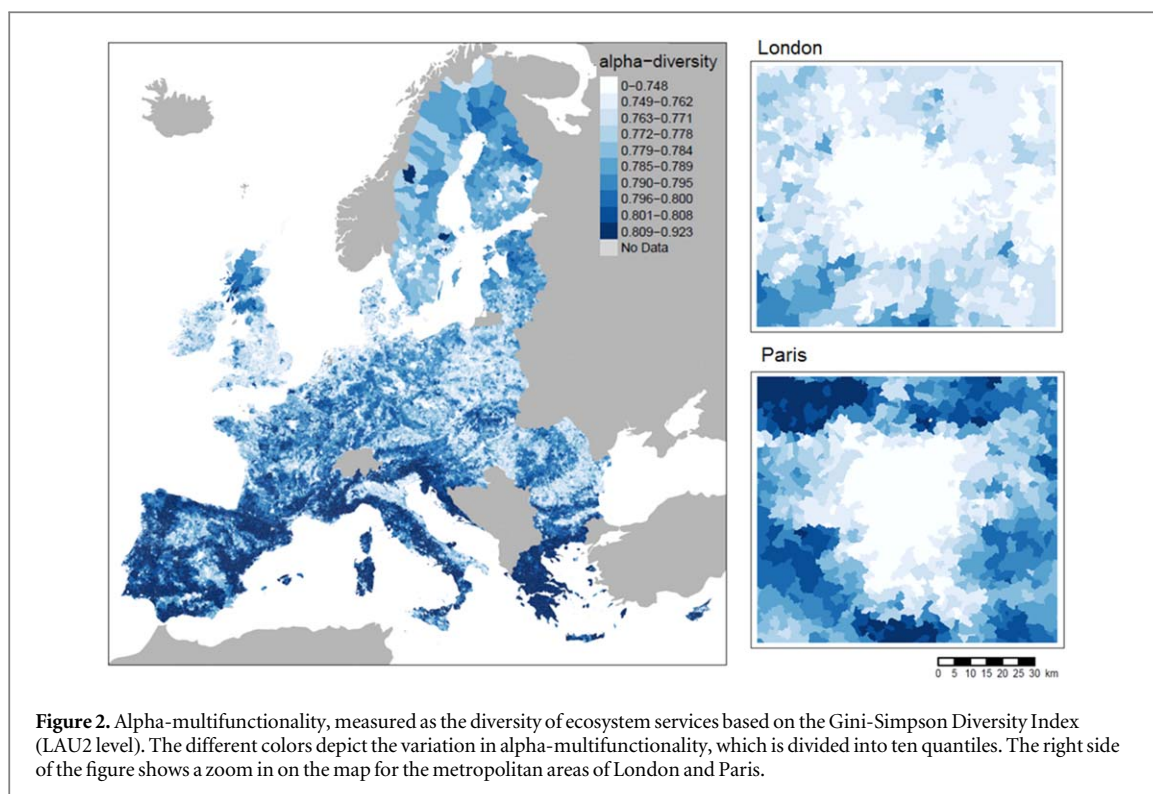 alpha−diversity
0−0.748
0.749−0.762
0.763−0.771
0.772−0.778
0.779−0.784
0.785−0.789
0.790−0.795
0.796−0.800
0.801−0.808
0.809−0.923
No Data
London
Paris
0 5 10 15 20 25 30 km
Figure 2. Alpha-multifunctionality, measured as the diversity of ecosystem services based on the Gini-Simpson Diversity Index
(LAU2 level). The different colors depict the variation in alpha-multifunctionality, which is divided into ten quantiles. The right side
of the figure shows a zoom in on the map for the metropolitan areas of London and Paris.